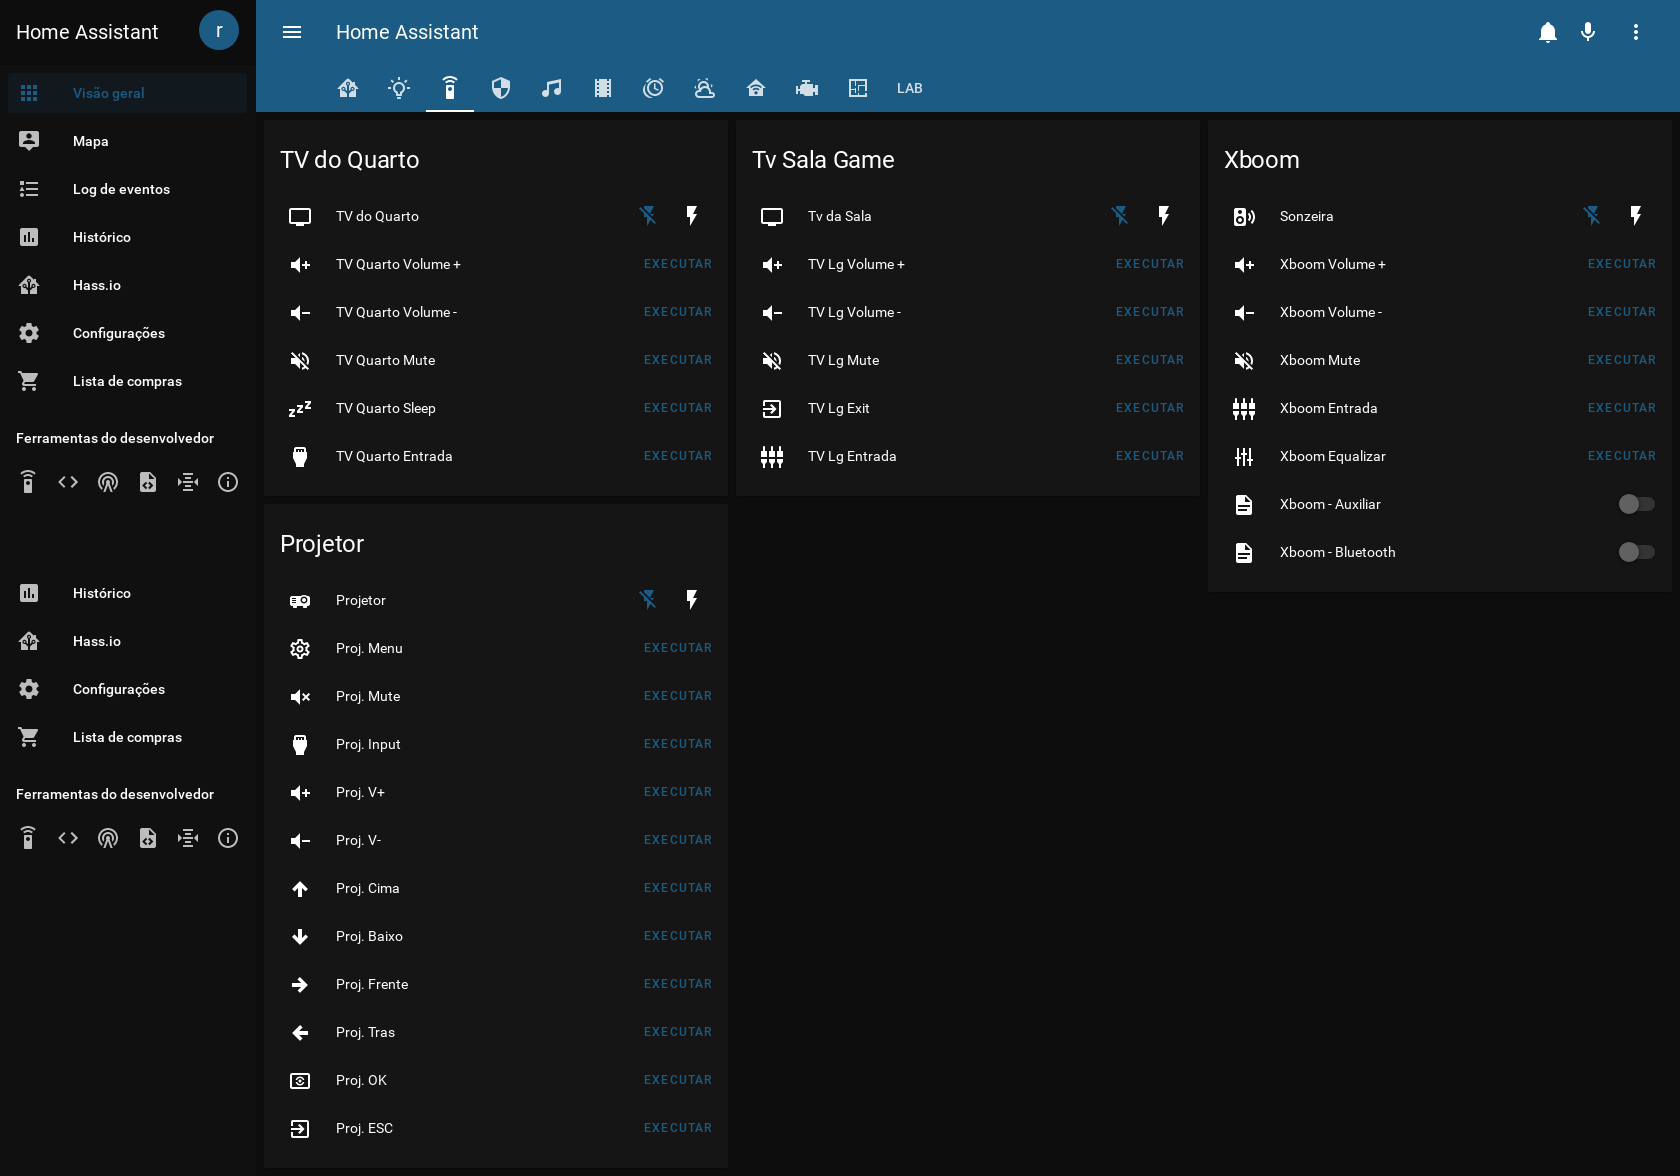 Home Assistant
r
Visão geral
Mapa
Log de eventos
Histórico
Hass.io
Configurações
Lista de compras
Ferramentas do desenvolvedor
Histórico
Hass.io
Configurações
Lista de compras
Ferramentas do desenvolvedor
Home Assistant
LAB
TV do Quarto
TV do Quarto
TV Quarto Volume + EXECUTAR
TV Quarto Volume - EXECUTAR
TV Quarto Mute EXECUTAR
TV Quarto Sleep EXECUTAR
TV Quarto Entrada EXECUTAR
Projetor
Projetor
Proj. Menu EXECUTAR
Proj. Mute EXECUTAR
Proj. Input EXECUTAR
Proj. V+ EXECUTAR
Proj. V- EXECUTAR
Proj. Cima EXECUTAR
Proj. Baixo EXECUTAR
Proj. Frente EXECUTAR
Proj. Tras EXECUTAR
Proj. OK EXECUTAR
Proj. ESC EXECUTAR
Tv Sala Game
Tv da Sala
TV Lg Volume + EXECUTAR
TV Lg Volume - EXECUTAR
TV Lg Mute EXECUTAR
TV Lg Exit EXECUTAR
TV Lg Entrada EXECUTAR
Xboom
Sonzeira
Xboom Volume + EXECUTAR
Xboom Volume - EXECUTAR
Xboom Mute EXECUTAR
Xboom Entrada EXECUTAR
Xboom Equalizar EXECUTAR
Xboom - Auxiliar
Xboom - Bluetooth